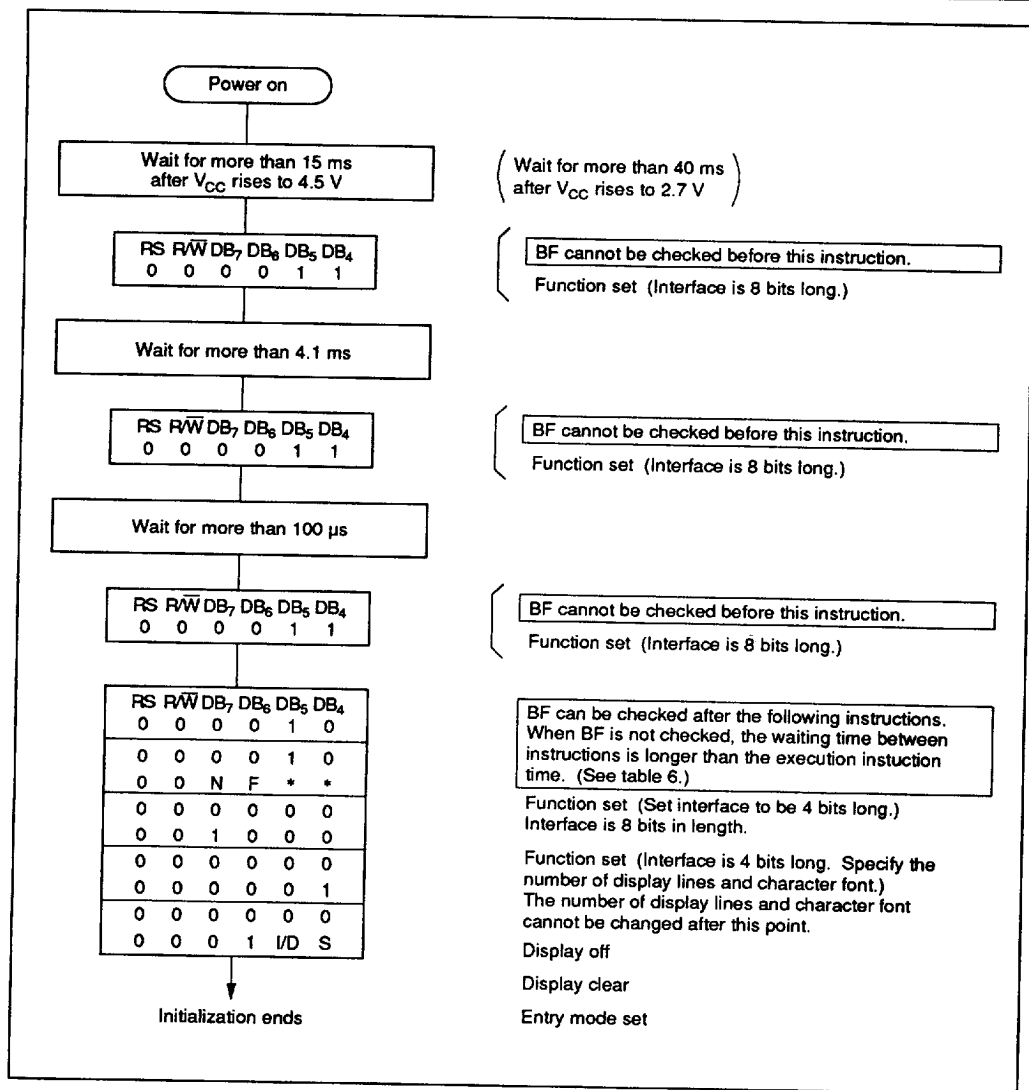 Power on
Wait for more than 15 ms
after VCC rises to 4.5 V
(Wait for more than 40 ms
after VCC rises to 2.7 V)
RS R/W̅ DB7 DB6 DB5 DB4
0 0 0 0 1 1
BF cannot be checked before this instruction.
Function set (Interface is 8 bits long.)
Wait for more than 4.1 ms
RS R/W̅ DB7 DB6 DB5 DB4
0 0 0 0 1 1
BF cannot be checked before this instruction.
Function set (Interface is 8 bits long.)
Wait for more than 100 µs
RS R/W̅ DB7 DB6 DB5 DB4
0 0 0 0 1 1
BF cannot be checked before this instruction.
Function set (Interface is 8 bits long.)
RS R/W̅ DB7 DB6 DB5 DB4
0 0 0 0 1 0
0 0 0 0 1 0
0 0 N F * *
0 0 0 0 0 0
0 0 1 0 0 0
0 0 0 0 0 0
0 0 0 0 0 1
0 0 0 0 0 0
0 0 0 1 I/D S
Initialization ends
BF can be checked after the following instructions.
When BF is not checked, the waiting time between
instructions is longer than the execution instuction
time. (See table 6.)
Function set (Set interface to be 4 bits long.)
Interface is 8 bits in length.
Function set (Interface is 4 bits long. Specify the
number of display lines and character font.)
The number of display lines and character font
cannot be changed after this point.
Display off
Display clear
Entry mode set